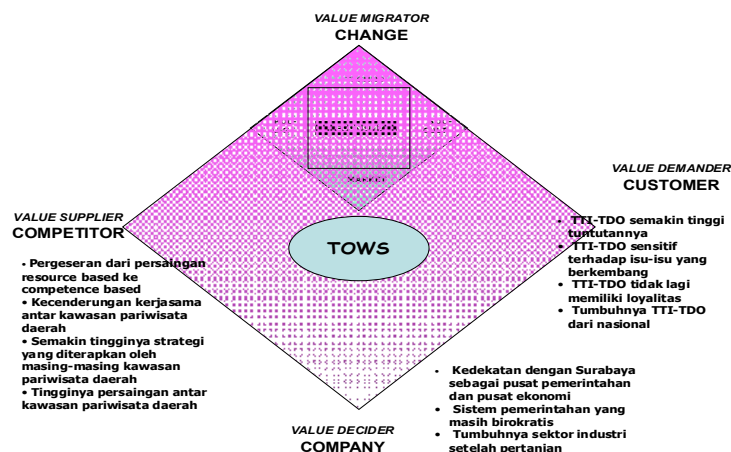 VALUE MIGRATOR
CHANGE
MARKET
VALUE DEMANDER
CUSTOMER
• TTI-TDO semakin tinggi
tuntutannya
• TTI-TDO sensitif
terhadap isu-isu yang
berkembang
• TTI-TDO tidak lagi
memiliki loyalitas
• Tumbuhnya TTI-TDO
dari nasional
VALUE SUPPLIER
COMPETITOR
• Pergeseran dari persaingan
resource based ke
competence based
• Kecenderungan kerjasama
antar kawasan pariwisata
daerah
• Semakin tingginya strategi
yang diterapkan oleh
masing-masing kawasan
pariwisata daerah
• Tingginya persaingan antar
kawasan pariwisata daerah
TOWS
VALUE DECIDER
COMPANY
• Kedekatan dengan Surabaya
sebagai pusat pemerintahan
dan pusat ekonomi
• Sistem pemerintahan yang
masih birokratis
• Tumbuhnya sektor industri
setelah pertanian